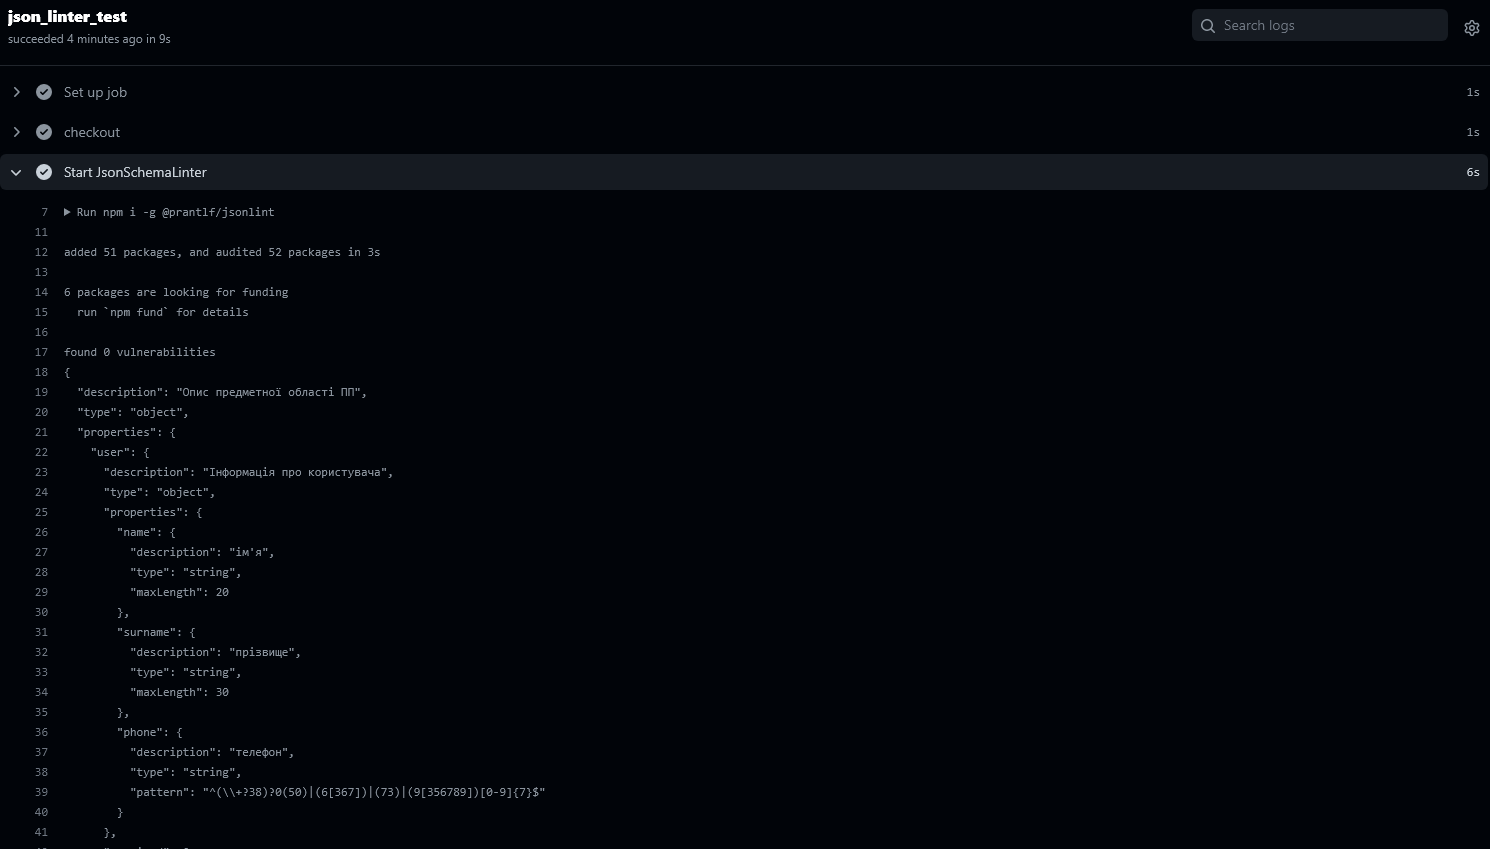 json_linter_test
succeeded 4 minutes ago in 9s
Search logs
Set up job 1s
checkout 1s
Start JsonSchemaLinter 6s
7 Run npm i -g @prantlf/jsonlint
11
12 added 51 packages, and audited 52 packages in 3s
13
14 6 packages are looking for funding
15 run `npm fund` for details
16
17 found 0 vulnerabilities
18 {
19 "description": "Опис предметної області ПП",
20 "type": "object",
21 "properties": {
22 "user": {
23 "description": "Інформація про користувача",
24 "type": "object",
25 "properties": {
26 "name": {
27 "description": "ім'я",
28 "type": "string",
29 "maxLength": 20
30 },
31 "surname": {
32 "description": "прізвище",
33 "type": "string",
34 "maxLength": 30
35 },
36 "phone": {
37 "description": "телефон",
38 "type": "string",
39 "pattern": "^(\\+?38)?0(50)|(6[367])|(73)|(9[356789])[0-9]{7}$"
40 }
41 },